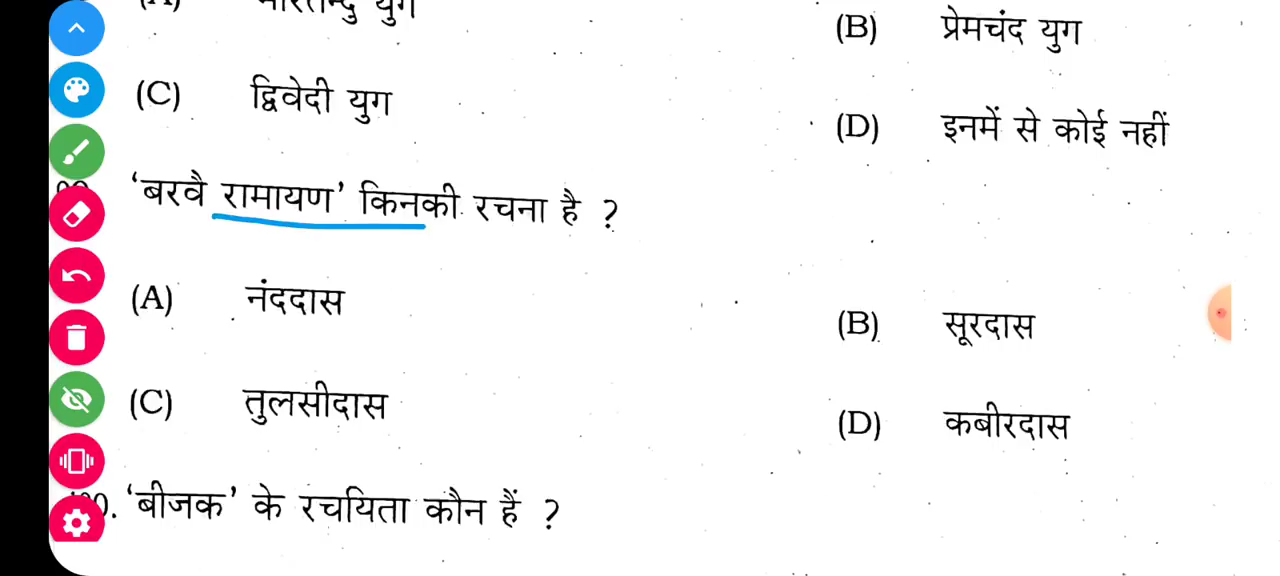 (B) प्रेमचंद युग
(C) द्विवेदी युग
(D) इनमें से कोई नहीं
‘बरवै रामायण’ किनकी रचना है ?
(A) नंददास
(B) सूरदास
(C) तुलसीदास
(D) कबीरदास
‘बीजक’ के रचयिता कौन हैं ?